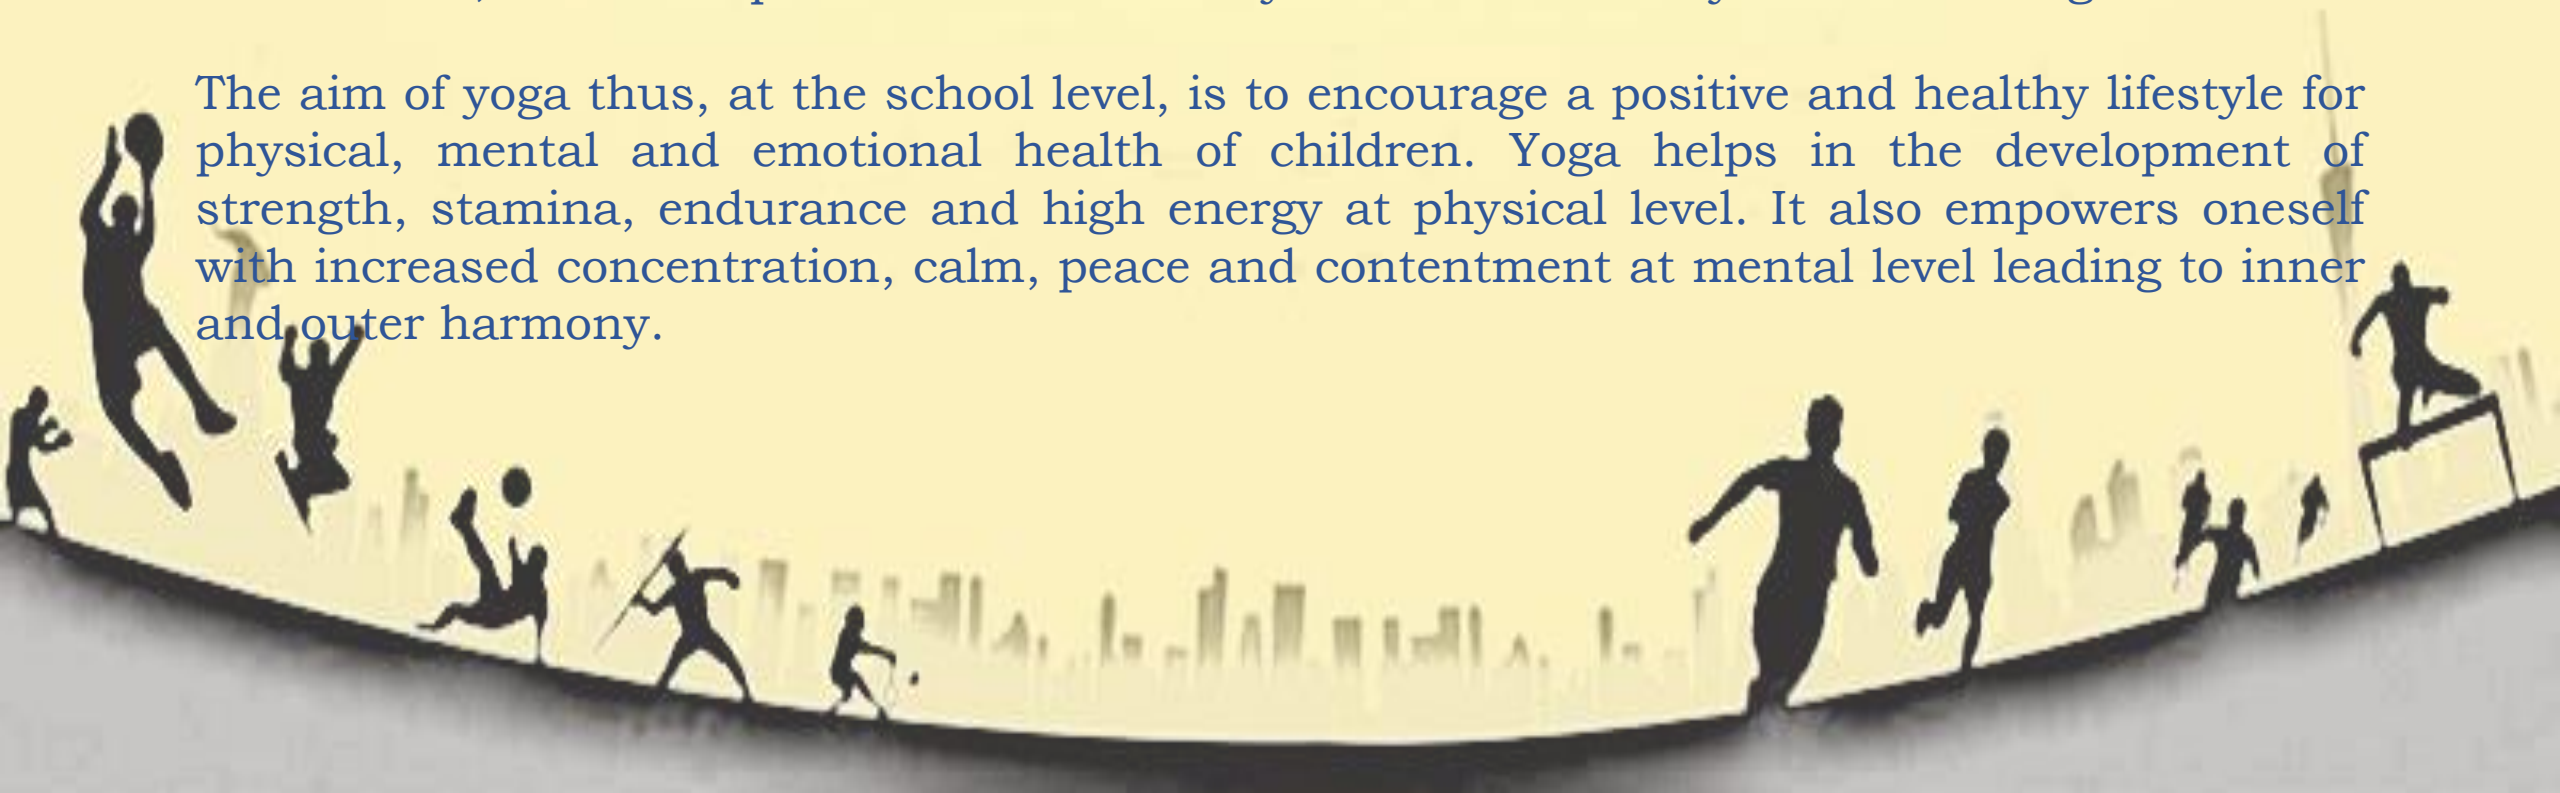 The aim of yoga thus, at the school level, is to encourage a positive and healthy lifestyle for
physical, mental and emotional health of children. Yoga helps in the development of
strength, stamina, endurance and high energy at physical level. It also empowers oneself
with increased concentration, calm, peace and contentment at mental level leading to inner
and outer harmony.